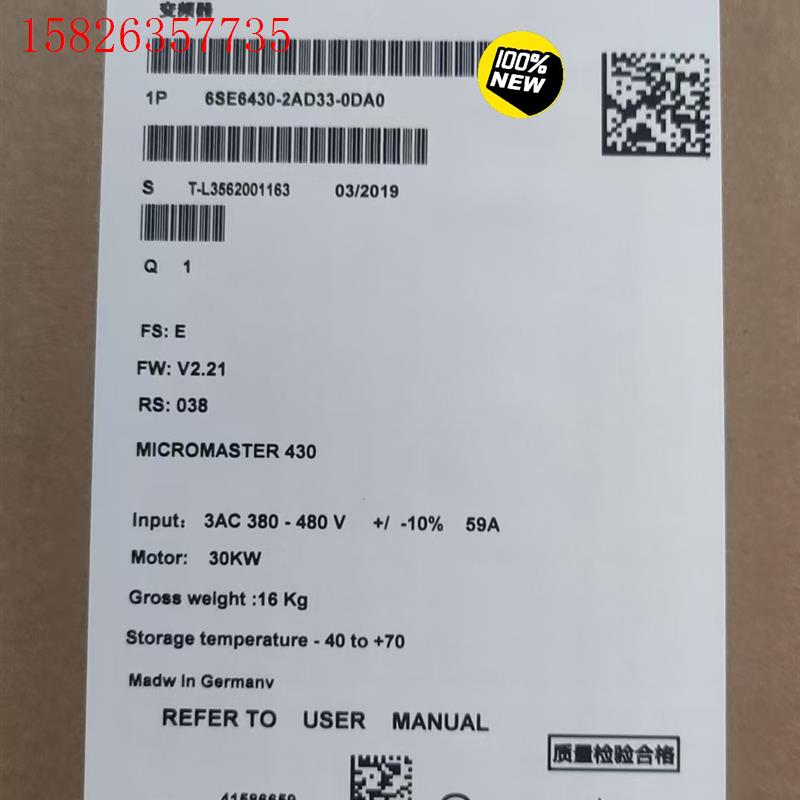 变频器
15826357735
100%
NEW
1P 6SE6430-2AD33-0DA0
S T-L3562001163 03/2019
Q 1
FS: E
FW: V2.21
RS: 038
MICROMASTER 430
Input: 3AC 380 - 480 V +/ -10% 59A
Motor: 30KW
Gross weight :16 Kg
Storage temperature - 40 to +70
Madw In Germanv
REFER TO USER MANUAL
质量检验合格
41586659